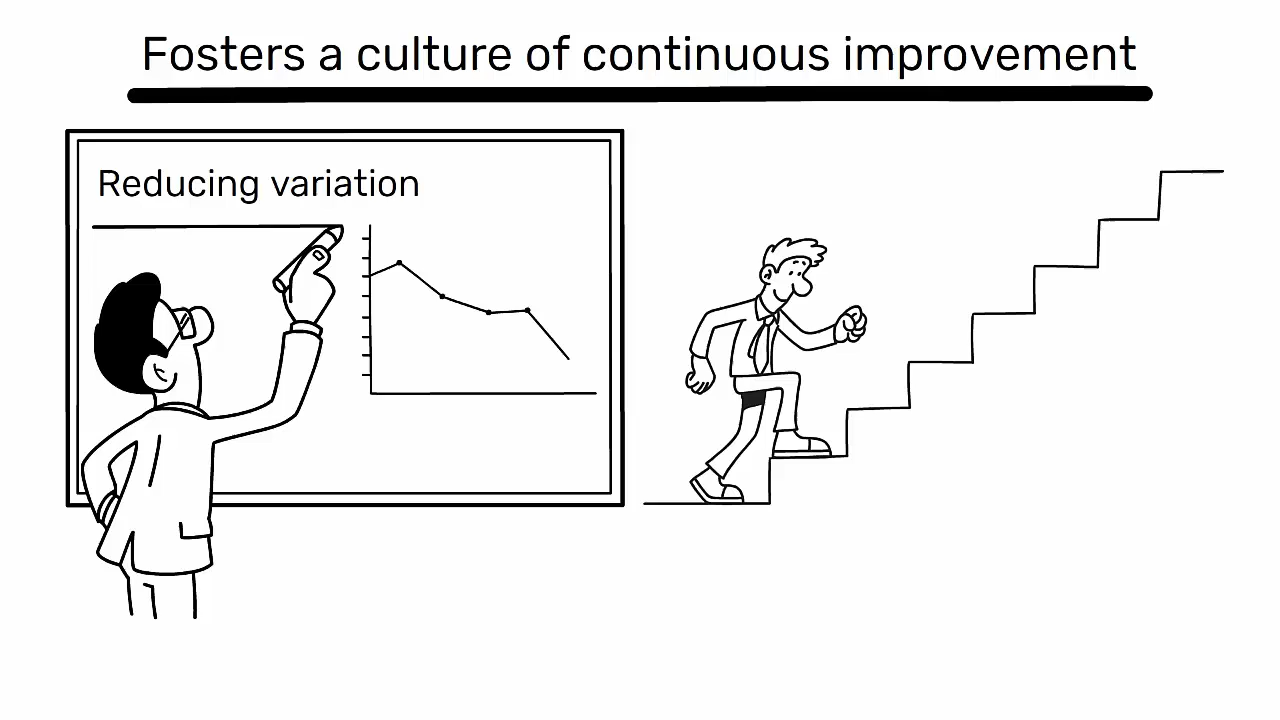 Fosters a culture of continuous improvement
Reducing variation